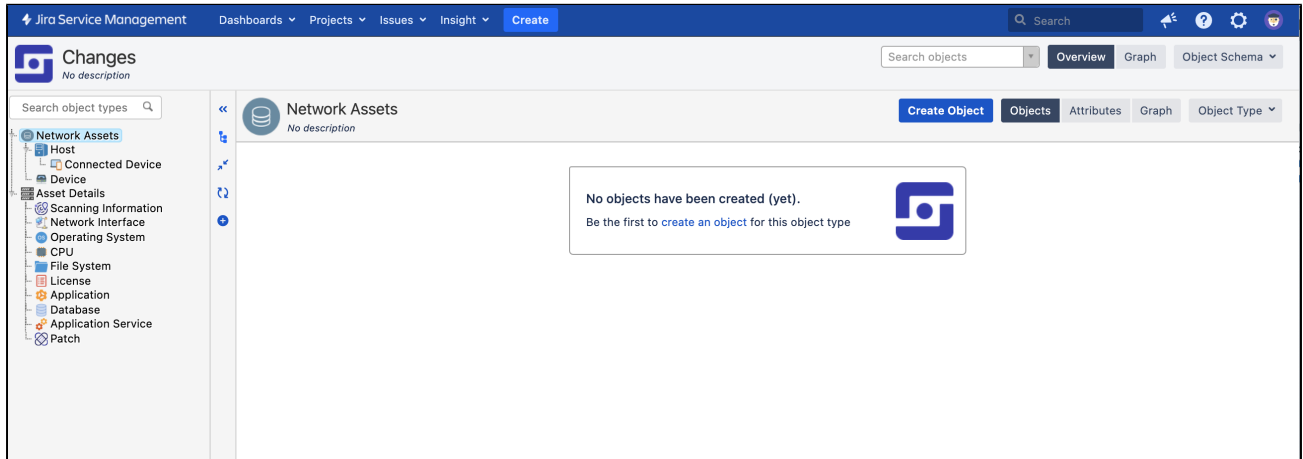 Jira Service Management Dashboards Projects Issues Insight Create Search
Changes
No description
Search objects Overview Graph Object Schema
Search object types
Network Assets
Host
Connected Device
Device
Asset Details
Scanning Information
Network Interface
Operating System
CPU
File System
License
Application
Database
Application Service
Patch
Network Assets
No description
Create Object Objects Attributes Graph Object Type
No objects have been created (yet).
Be the first to create an object for this object type